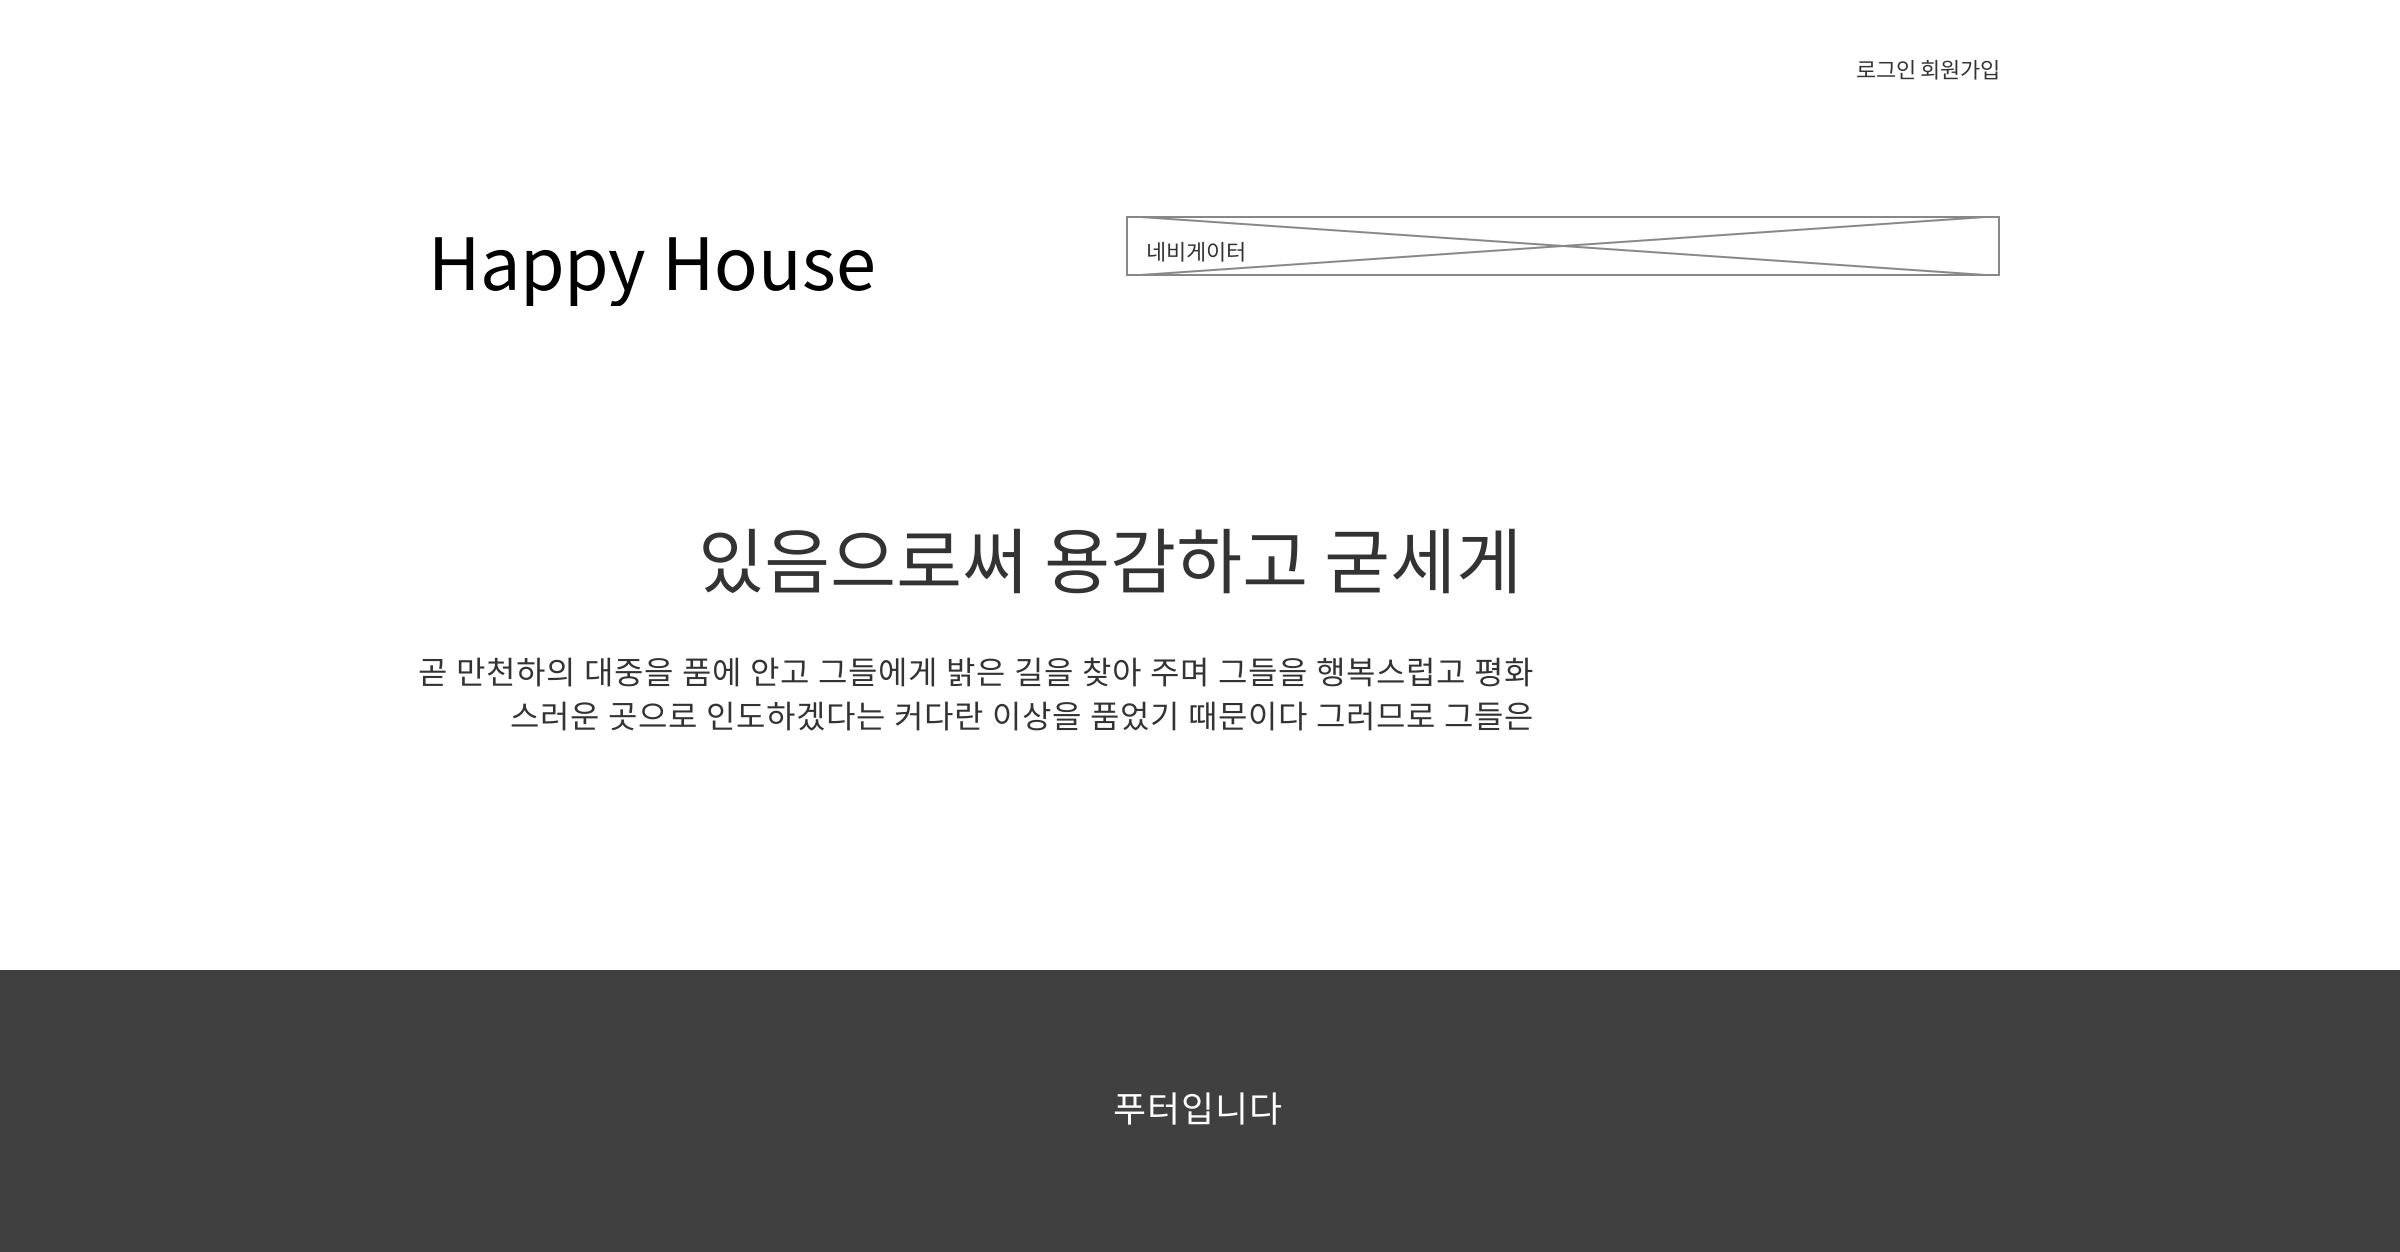 로그인 회원가입
Happy House
네비게이터
있음으로써 용감하고 굳세게
곧 만천하의 대중을 품에 안고 그들에게 밝은 길을 찾아 주며 그들을 행복스럽고 평화
스러운 곳으로 인도하겠다는 커다란 이상을 품었기 때문이다 그러므로 그들은
푸터입니다